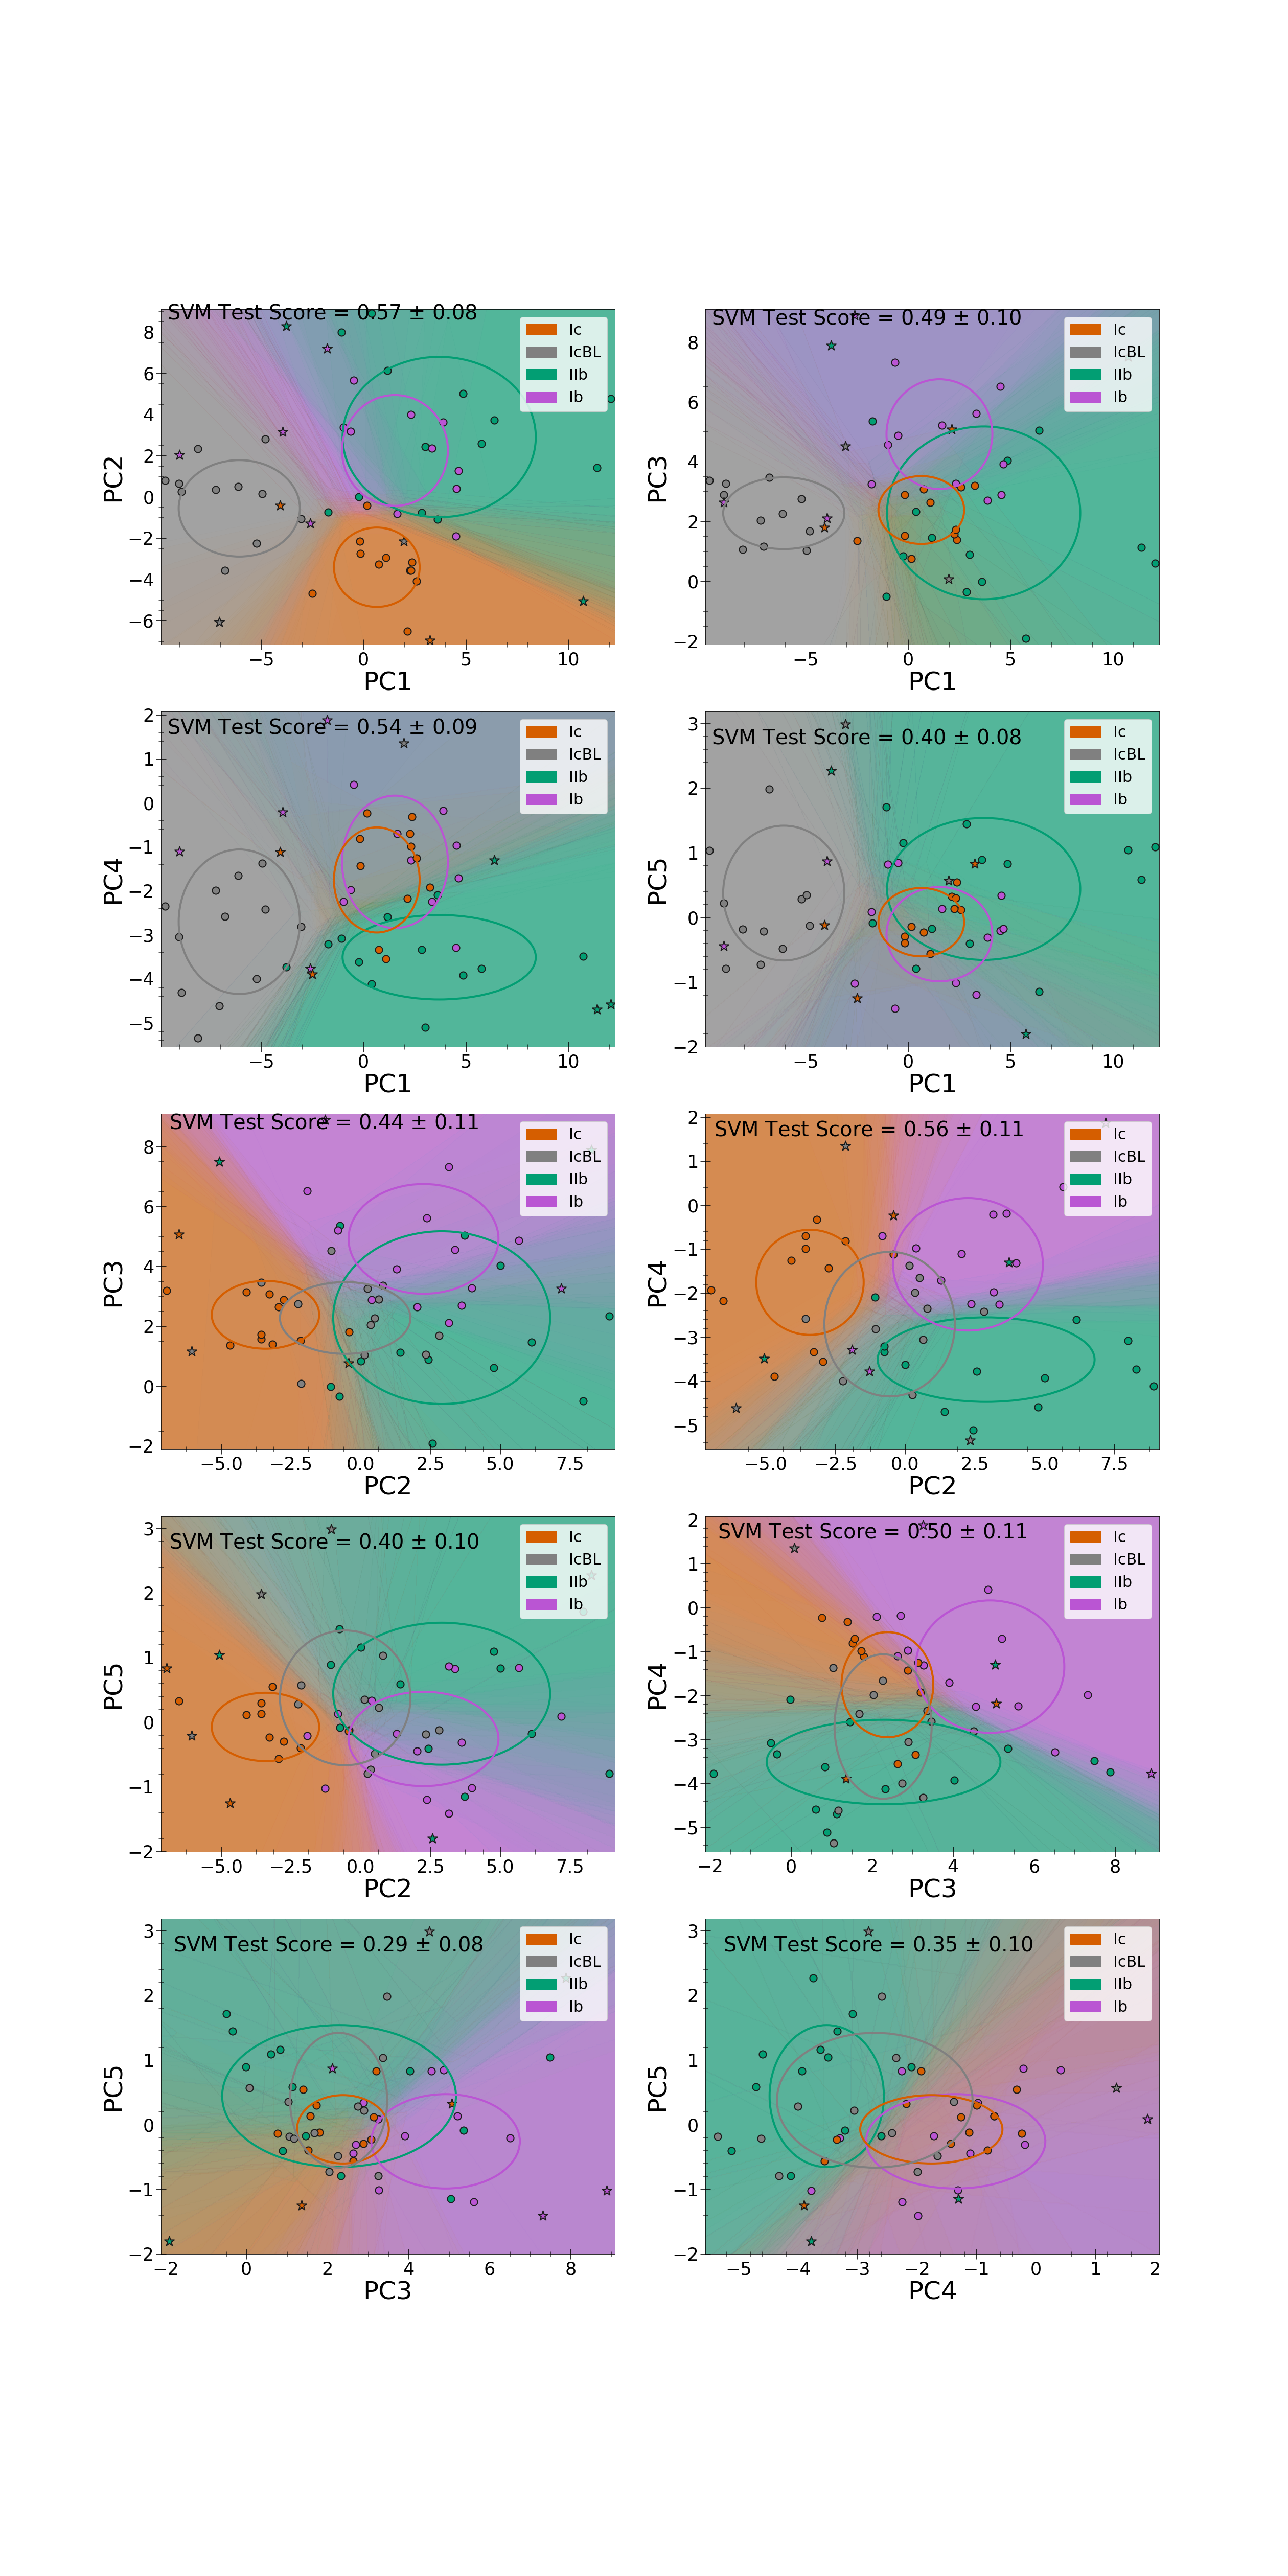 SVM Test Score = 0.57 ± 0.08
Ic
IcBL
IIb
Ib
8
6
4
2
0
−2
−4
−6
PC2
−5 0 5 10
PC1
SVM Test Score = 0.49 ± 0.10
Ic
IcBL
IIb
Ib
8
6
4
2
0
−2
PC3
−5 0 5 10
PC1
SVM Test Score = 0.54 ± 0.09
Ic
IcBL
IIb
Ib
2
1
0
−1
−2
−3
−4
−5
PC4
−5 0 5 10
PC1
SVM Test Score = 0.40 ± 0.08
Ic
IcBL
IIb
Ib
3
2
1
0
−1
−2
PC5
−5 0 5 10
PC1
SVM Test Score = 0.44 ± 0.11
Ic
IcBL
IIb
Ib
8
6
4
2
0
−2
PC3
−5.0 −2.5 0.0 2.5 5.0 7.5
PC2
SVM Test Score = 0.56 ± 0.11
Ic
IcBL
IIb
Ib
2
1
0
−1
−2
−3
−4
−5
PC4
−5.0 −2.5 0.0 2.5 5.0 7.5
PC2
SVM Test Score = 0.40 ± 0.10
Ic
IcBL
IIb
Ib
3
2
1
0
−1
−2
PC5
−5.0 −2.5 0.0 2.5 5.0 7.5
PC2
SVM Test Score = 0.50 ± 0.11
Ic
IcBL
IIb
Ib
2
1
0
−1
−2
−3
−4
−5
PC4
−2 0 2 4 6 8
PC3
SVM Test Score = 0.29 ± 0.08
Ic
IcBL
IIb
Ib
3
2
1
0
−1
−2
PC5
−2 0 2 4 6 8
PC3
SVM Test Score = 0.35 ± 0.10
Ic
IcBL
IIb
Ib
3
2
1
0
−1
−2
PC5
−5 −4 −3 −2 −1 0 1 2
PC4